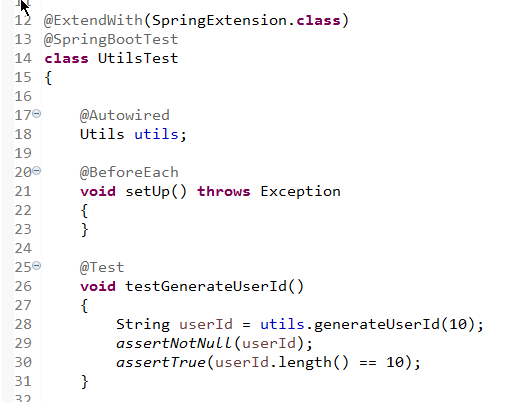 12 @ExtendWith(SpringExtension.class)
13 @SpringBootTest
14 class UtilsTest
15 {
16
17 @Autowired
18 Utils utils;
19
20 @BeforeEach
21 void setUp() throws Exception
22 {
23 }
24
25 @Test
26 void testGenerateUserId()
27 {
28 String userId = utils.generateUserId(10);
29 assertNotNull(userId);
30 assertTrue(userId.length() == 10);
31 }
32